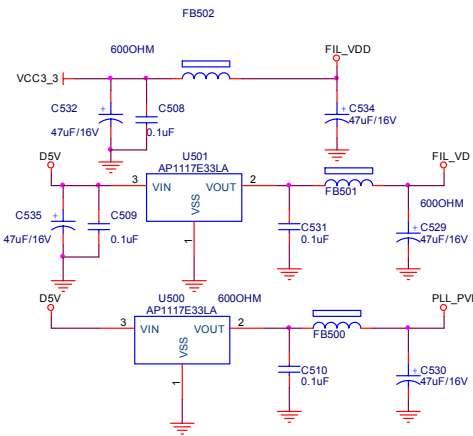 FB502
600OHM
FIL_VDD
VCC3_3
C532
47uF/16V
C508
0.1uF
C534
47uF/16V
D5V
U501
AP1117E33LA
FIL_VD
3
VIN
VOUT
2
VSS
1
FB501
600OHM
C535
47uF/16V
C509
0.1uF
C531
0.1uF
C529
47uF/16V
D5V
U500
600OHM
AP1117E33LA
PLL_PV
3
VIN
VOUT
2
VSS
1
FB500
C510
0.1uF
C530
47uF/16V